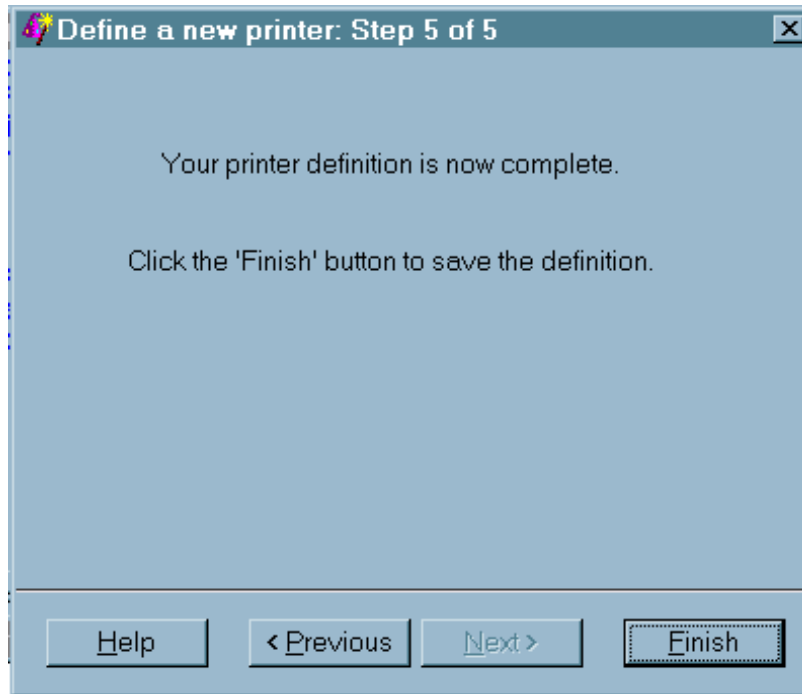 Define a new printer: Step 5 of 5
Your printer definition is now complete.
Click the 'Finish' button to save the definition.
Help < Previous Next > Finish